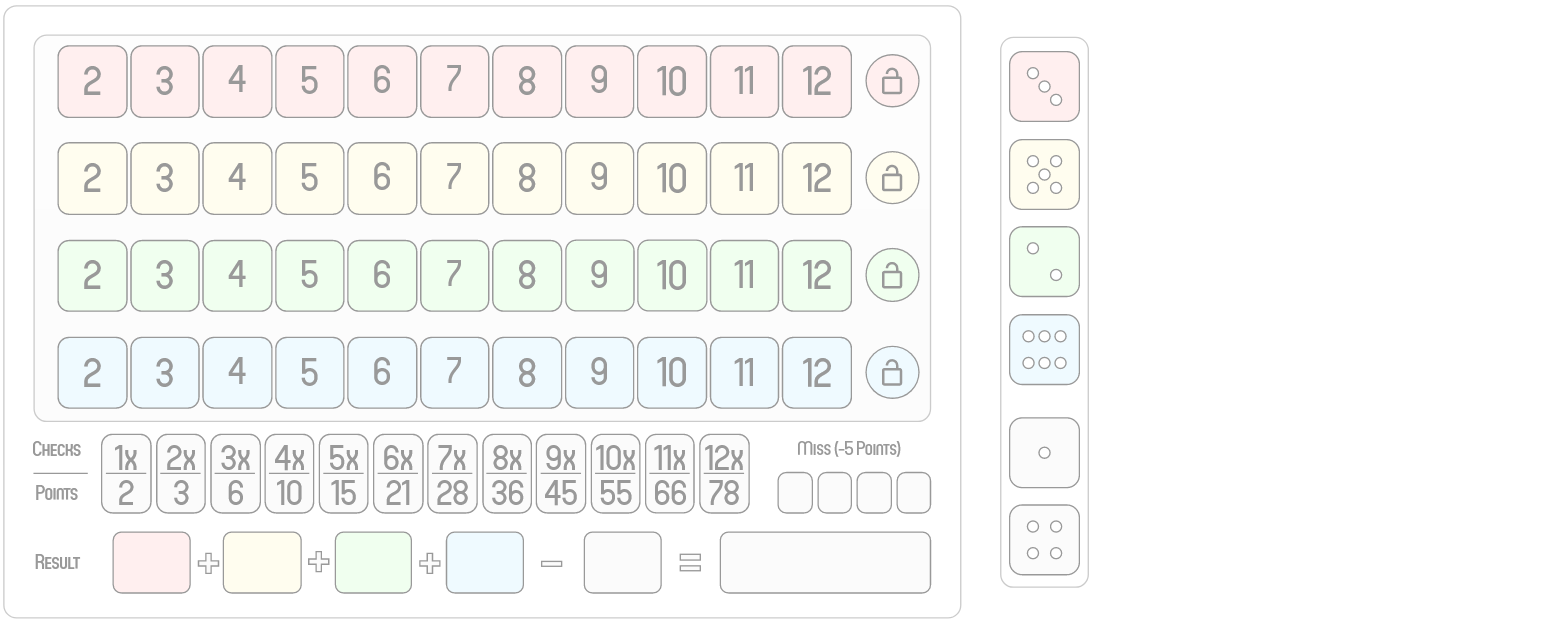 2 3 4 5 6 7 8 9 10 11 12
2 3 4 5 6 7 8 9 10 11 12
2 3 4 5 6 7 8 9 10 11 12
2 3 4 5 6 7 8 9 10 11 12
Checks 1x 2x 3x 4x 5x 6x 7x 8x 9x 10x 11x 12x Miss (-5 Points)
Points 2 3 6 10 15 21 28 36 45 55 66 78
Result + + + − =